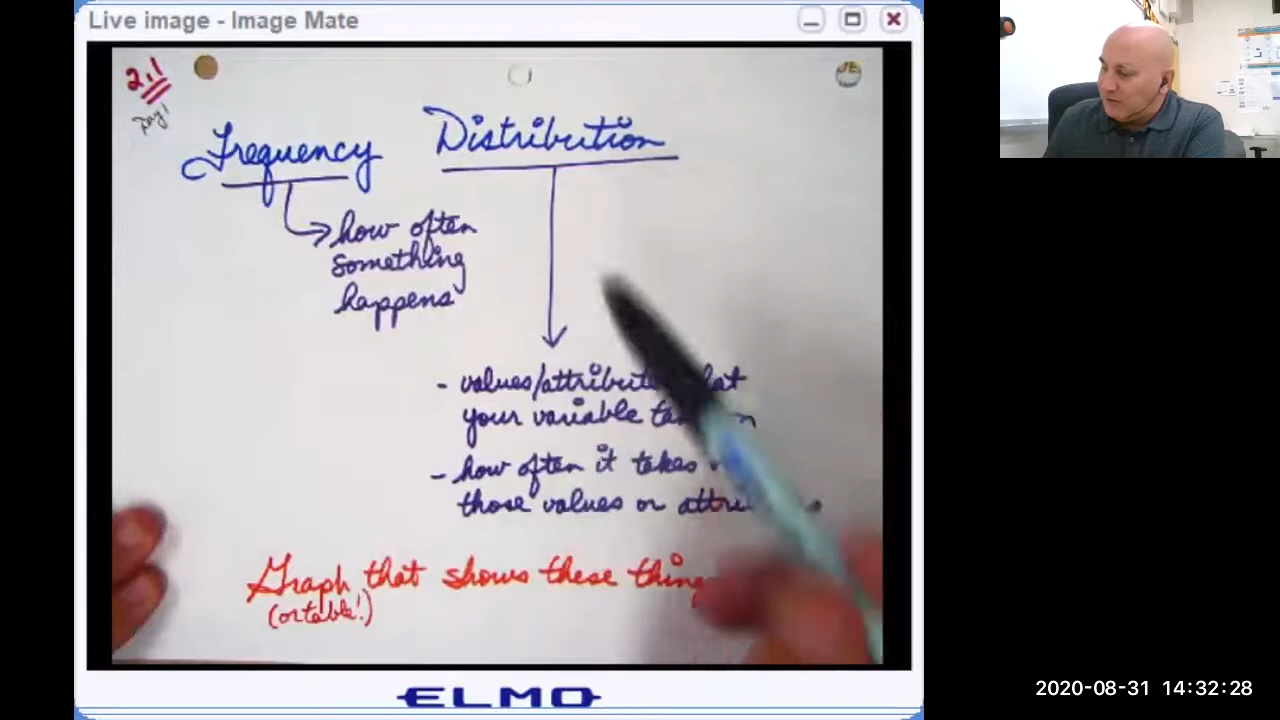 Live image - Image Mate
2.1
Day 1
Frequency Distribution
how often
something
happens
- values/attribute
your variable
- how often it takes
those values or
Graph that shows these
(or table!)
ELMO
2020-08-31 14:32:28